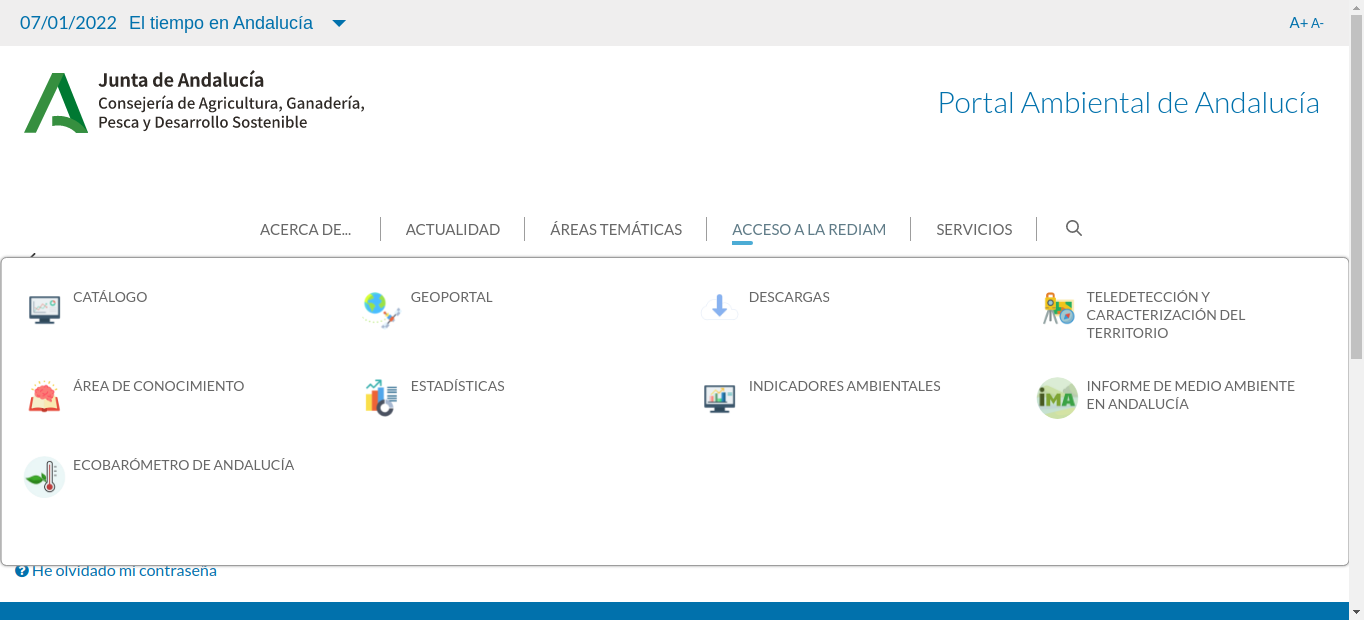 07/01/2022 El tiempo en Andalucía
A+ A-
Junta de Andalucía
Consejería de Agricultura, Ganadería,
Pesca y Desarrollo Sostenible
Portal Ambiental de Andalucía
ACERCA DE...
ACTUALIDAD
ÁREAS TEMÁTICAS
ACCESO A LA REDIAM
SERVICIOS
CATÁLOGO
GEOPORTAL
DESCARGAS
TELEDETECCIÓN Y
CARACTERIZACIÓN DEL
TERRITORIO
ÁREA DE CONOCIMIENTO
ESTADÍSTICAS
INDICADORES AMBIENTALES
iMA
INFORME DE MEDIO AMBIENTE
EN ANDALUCÍA
ECOBARÓMETRO DE ANDALUCÍA
He olvidado mi contraseña